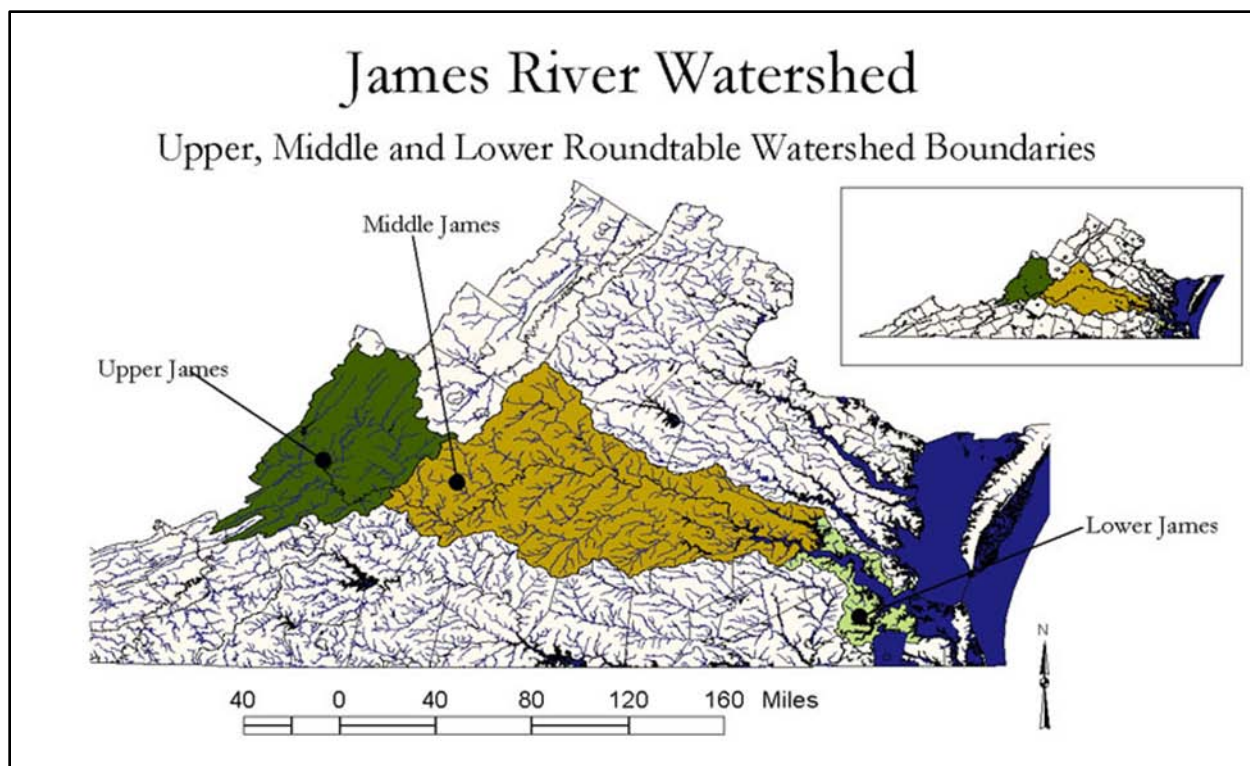 James River Watershed
Upper, Middle and Lower Roundtable Watershed Boundaries
Middle James
Upper James
Lower James
N
40 0 40 80 120 160 Miles